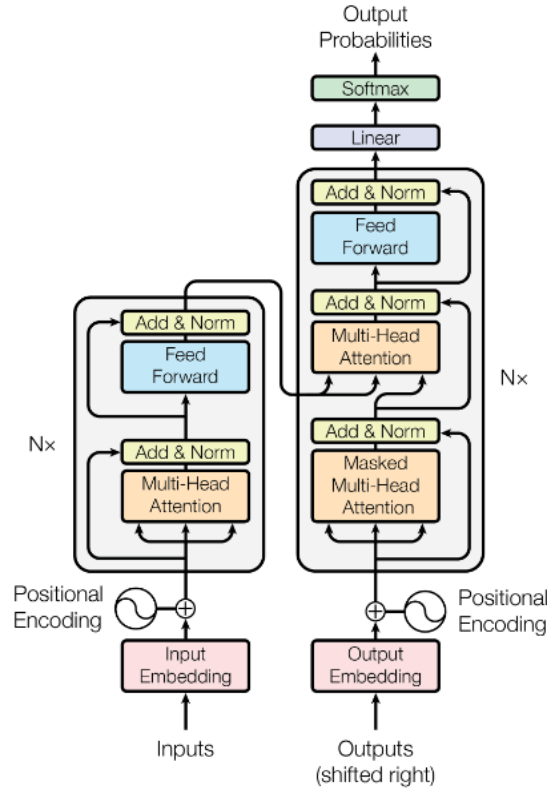 Output
Probabilities
Softmax
Linear
Add & Norm
Feed
Forward
Add & Norm
Multi-Head
Attention
Add & Norm
Masked
Multi-Head
Attention
N×
Add & Norm
Feed
Forward
N×
Add & Norm
Multi-Head
Attention
Positional
Encoding
Positional
Encoding
Input
Embedding
Output
Embedding
Inputs
Outputs
(shifted right)